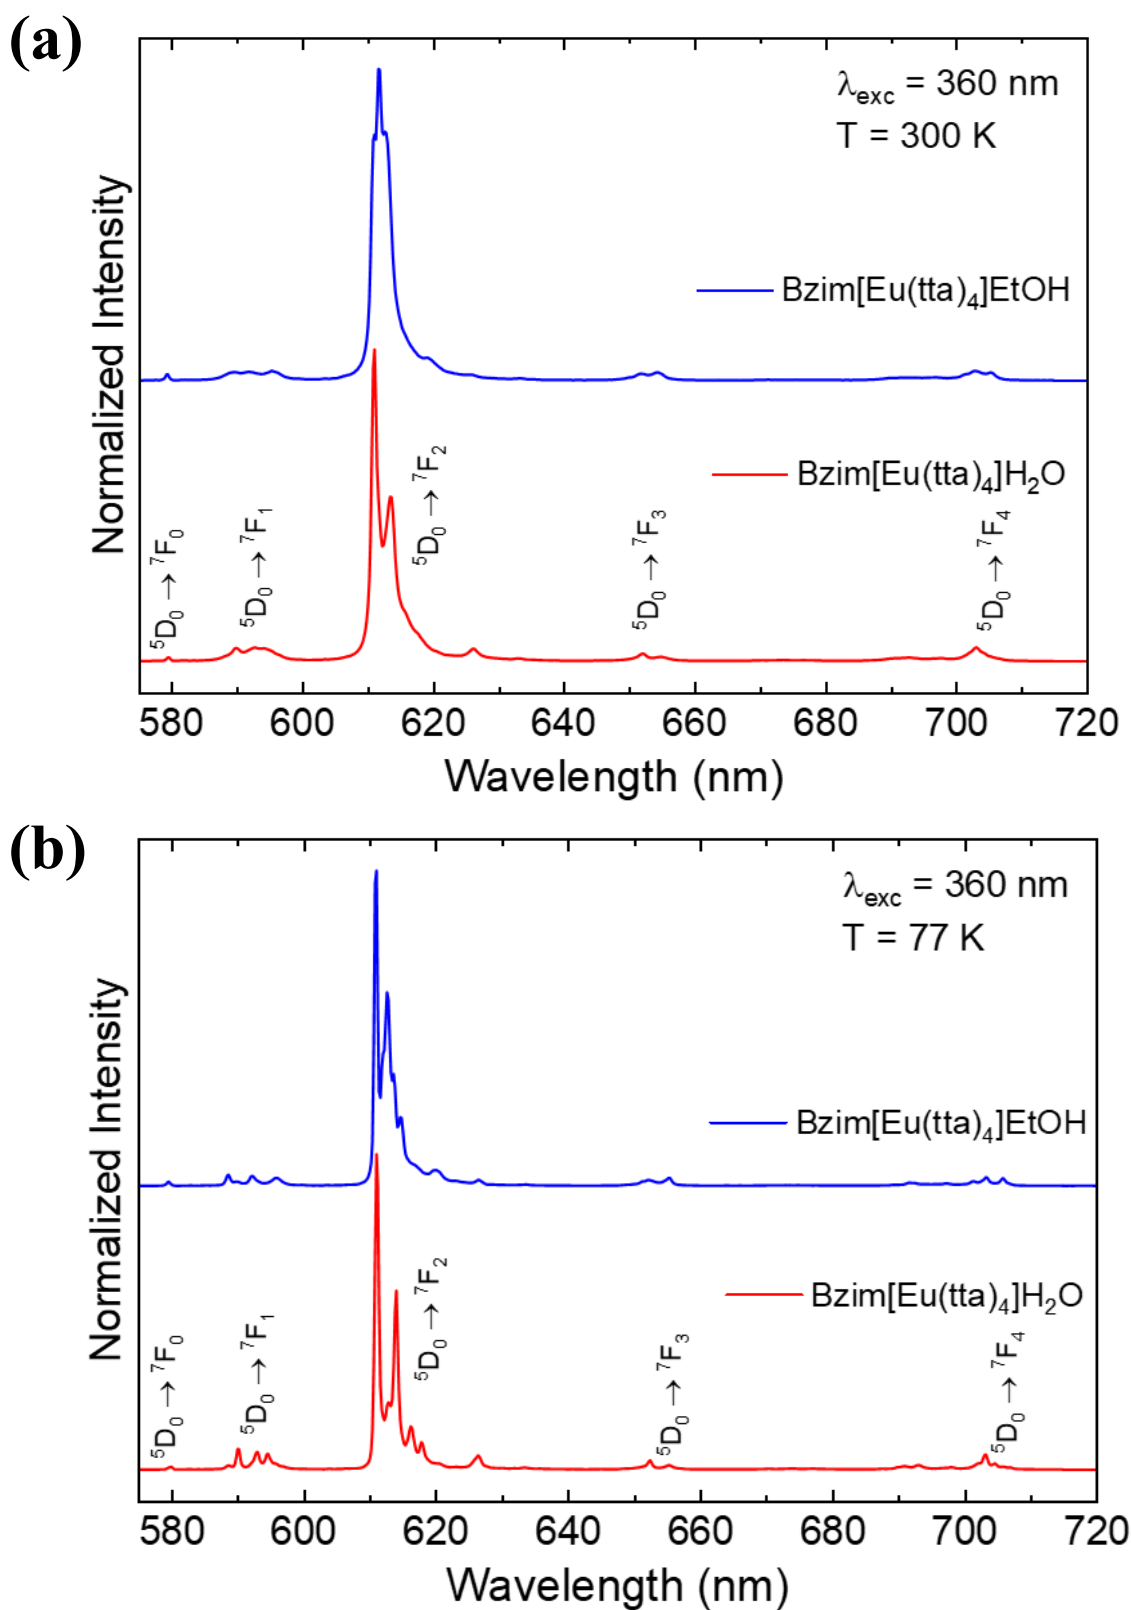 (a)
λexc = 360 nm
T = 300 K
Normalized Intensity
Bzim[Eu(tta)4]EtOH
Bzim[Eu(tta)4]H2O
5D0 → 7F0
5D0 → 7F1
5D0 → 7F2
5D0 → 7F3
5D0 → 7F4
580 600 620 640 660 680 700 720
Wavelength (nm)
(b)
λexc = 360 nm
T = 77 K
Normalized Intensity
Bzim[Eu(tta)4]EtOH
Bzim[Eu(tta)4]H2O
5D0 → 7F0
5D0 → 7F1
5D0 → 7F2
5D0 → 7F3
5D0 → 7F4
580 600 620 640 660 680 700 720
Wavelength (nm)